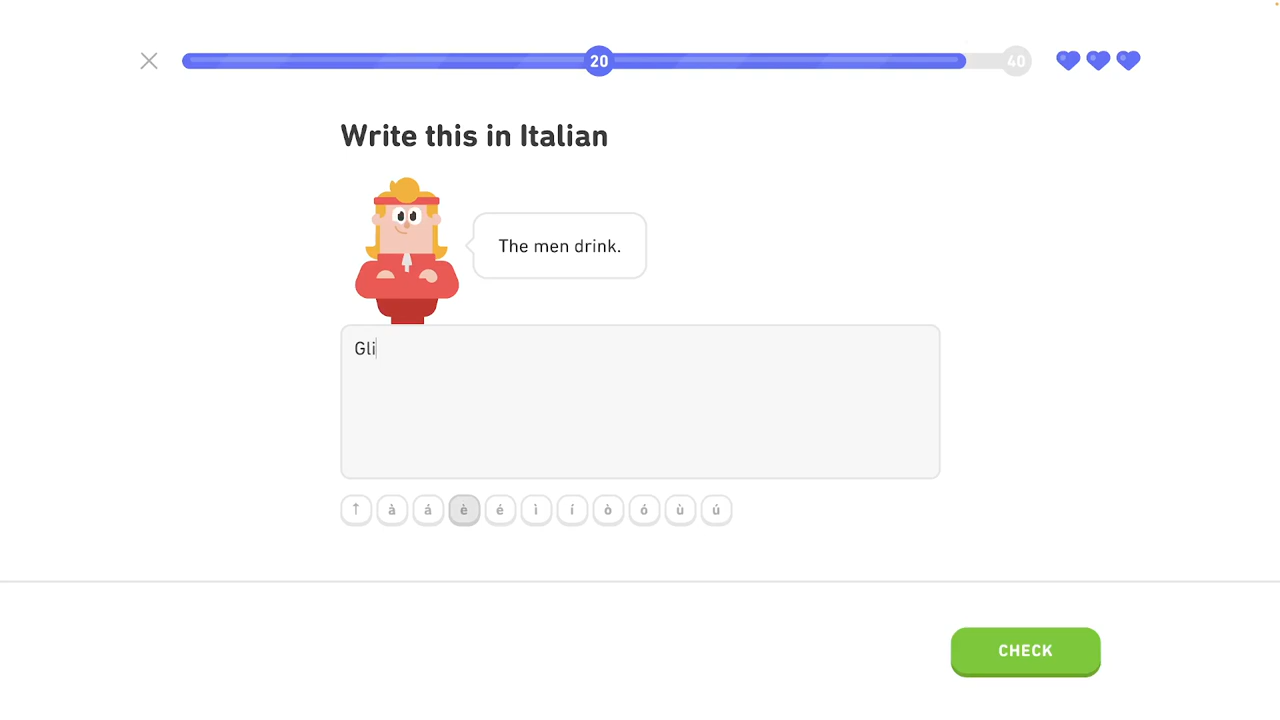 20
40
Write this in Italian
The men drink.
Gli
↑ à á è é ì í ò ó ù ú
CHECK